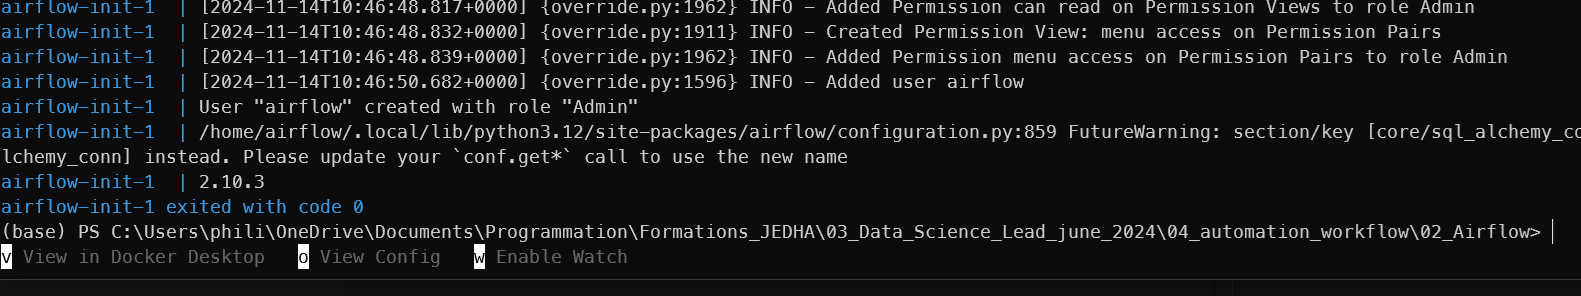 airflow-init-1  | [2024-11-14T10:46:48.817+0000] {override.py:1962} INFO - Added Permission can read on Permission Views to role Admin
airflow-init-1  | [2024-11-14T10:46:48.832+0000] {override.py:1911} INFO - Created Permission View: menu access on Permission Pairs
airflow-init-1  | [2024-11-14T10:46:48.839+0000] {override.py:1962} INFO - Added Permission menu access on Permission Pairs to role Admin
airflow-init-1  | [2024-11-14T10:46:50.682+0000] {override.py:1596} INFO - Added user airflow
airflow-init-1  | User "airflow" created with role "Admin"
airflow-init-1  | /home/airflow/.local/lib/python3.12/site-packages/airflow/configuration.py:859 FutureWarning: section/key [core/sql_alchemy_co
lchemy_conn] instead. Please update your `conf.get*` call to use the new name
airflow-init-1  | 2.10.3
airflow-init-1 exited with code 0
(base) PS C:\Users\phili\OneDrive\Documents\Programmation\Formations_JEDHA\03_Data_Science_Lead_june_2024\04_automation_workflow\02_Airflow>
v View in Docker Desktop   o View Config   w Enable Watch